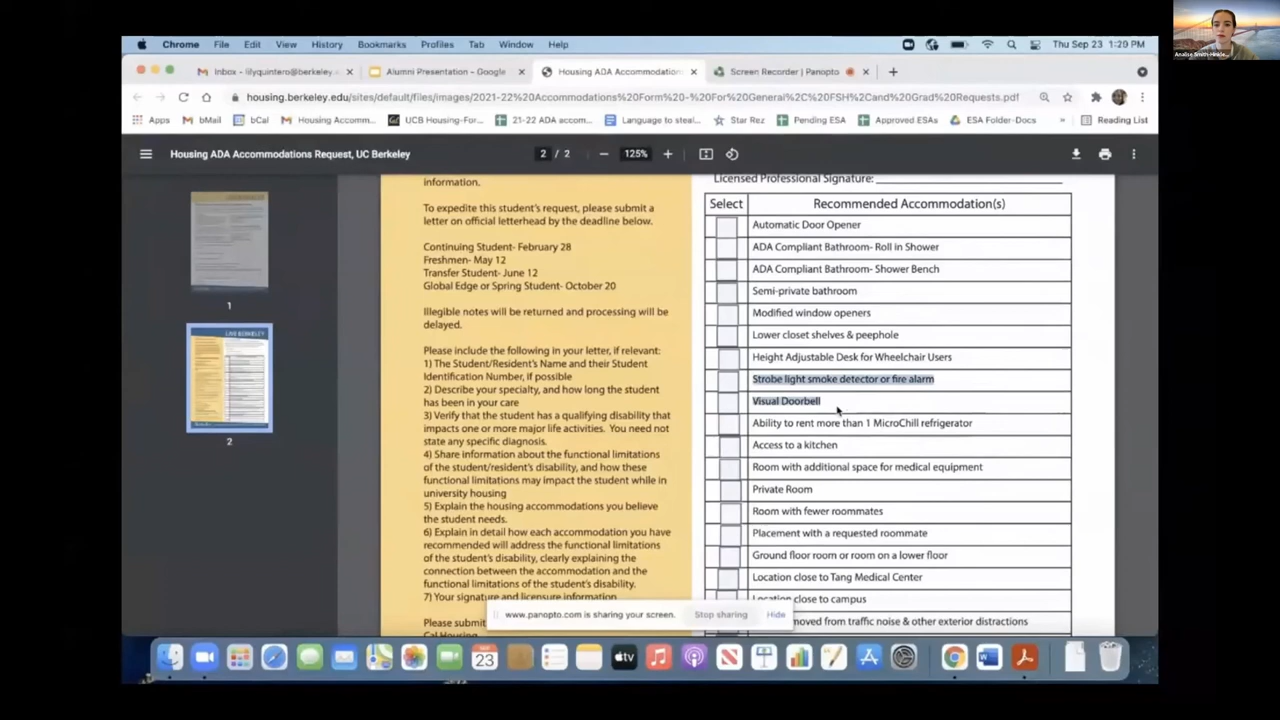 Chrome File Edit View History Bookmarks Profiles Tab Window Help Thu Sep 23 1:29 PM
Inbox - lilyquintero@berkeley.e Alumni Presentation - Google Housing ADA Accommodations Screen Recorder | Panopto
housing.berkeley.edu/sites/default/files/images/2021-22%20Accommodations%20Form%20-%20For%20General%2C%20FSH%2Cand%20Grad%20Requests.pdf
Apps bMail bCal Housing Accomm... UCB Housing-For... 21-22 ADA accom... Language to steal... Star Rez Pending ESA Approved ESAs ESA Folder-Docs » Reading List
Housing ADA Accommodations Request, UC Berkeley 2 / 2 125%
1
2
information.
To expedite this student's request, please submit a
letter on official letterhead by the deadline below.
Continuing Student- February 28
Freshmen- May 12
Transfer Student- June 12
Global Edge or Spring Student- October 20
Illegible notes will be returned and processing will be
delayed.
Please include the following in your letter, if relevant:
1) The Student/Resident's Name and their Student
Identification Number, if possible
2) Describe your specialty, and how long the student
has been in your care
3) Verify that the student has a qualifying disability that
impacts one or more major life activities. You need not
state any specific diagnosis.
4) Share information about the functional limitations
of the student/resident's disability, and how these
functional limitations may impact the student while in
university housing
5) Explain the housing accommodations you believe
the student needs.
6) Explain in detail how each accommodation you have
recommended will address the functional limitations
of the student's disability, clearly explaining the
connection between the accommodation and the
functional limitations of the student's disability.
7) Your signature and licensure information
Please submit
Cal Housing
Licensed Professional Signature:
Select Recommended Accommodation(s)
Automatic Door Opener
ADA Compliant Bathroom- Roll in Shower
ADA Compliant Bathroom- Shower Bench
Semi-private bathroom
Modified window openers
Lower closet shelves & peephole
Height Adjustable Desk for Wheelchair Users
Strobe light smoke detector or fire alarm
Visual Doorbell
Ability to rent more than 1 MicroChill refrigerator
Access to a kitchen
Room with additional space for medical equipment
Private Room
Room with fewer roommates
Placement with a requested roommate
Ground floor room or room on a lower floor
Location close to Tang Medical Center
Location close to campus
moved from traffic noise & other exterior distractions
www.panopto.com is sharing your screen. Stop sharing Hide
SEP
23
tv